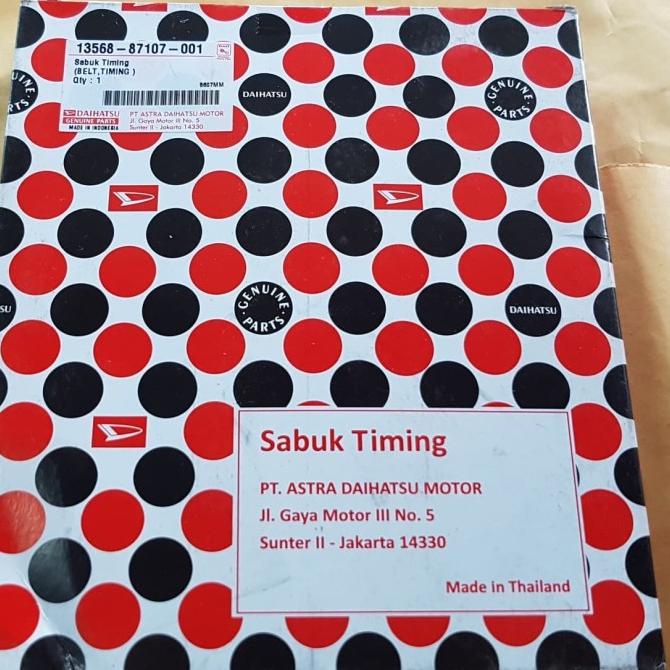 13568-87107-001
Sabuk Timing
(BELT,TIMING )
Qty : 1
DAIHATSU
GENUINE PARTS
MADE IN INDONESIA
PT ASTRA DAIHATSU MOTOR
Jl. Gaya Motor III No. 5
Sunter II - Jakarta 14330
DAIHATSU
GENUINE PARTS
GENUINE PARTS
DAIHATSU
Sabuk Timing
PT. ASTRA DAIHATSU MOTOR
Jl. Gaya Motor III No. 5
Sunter II - Jakarta 14330
Made in Thailand